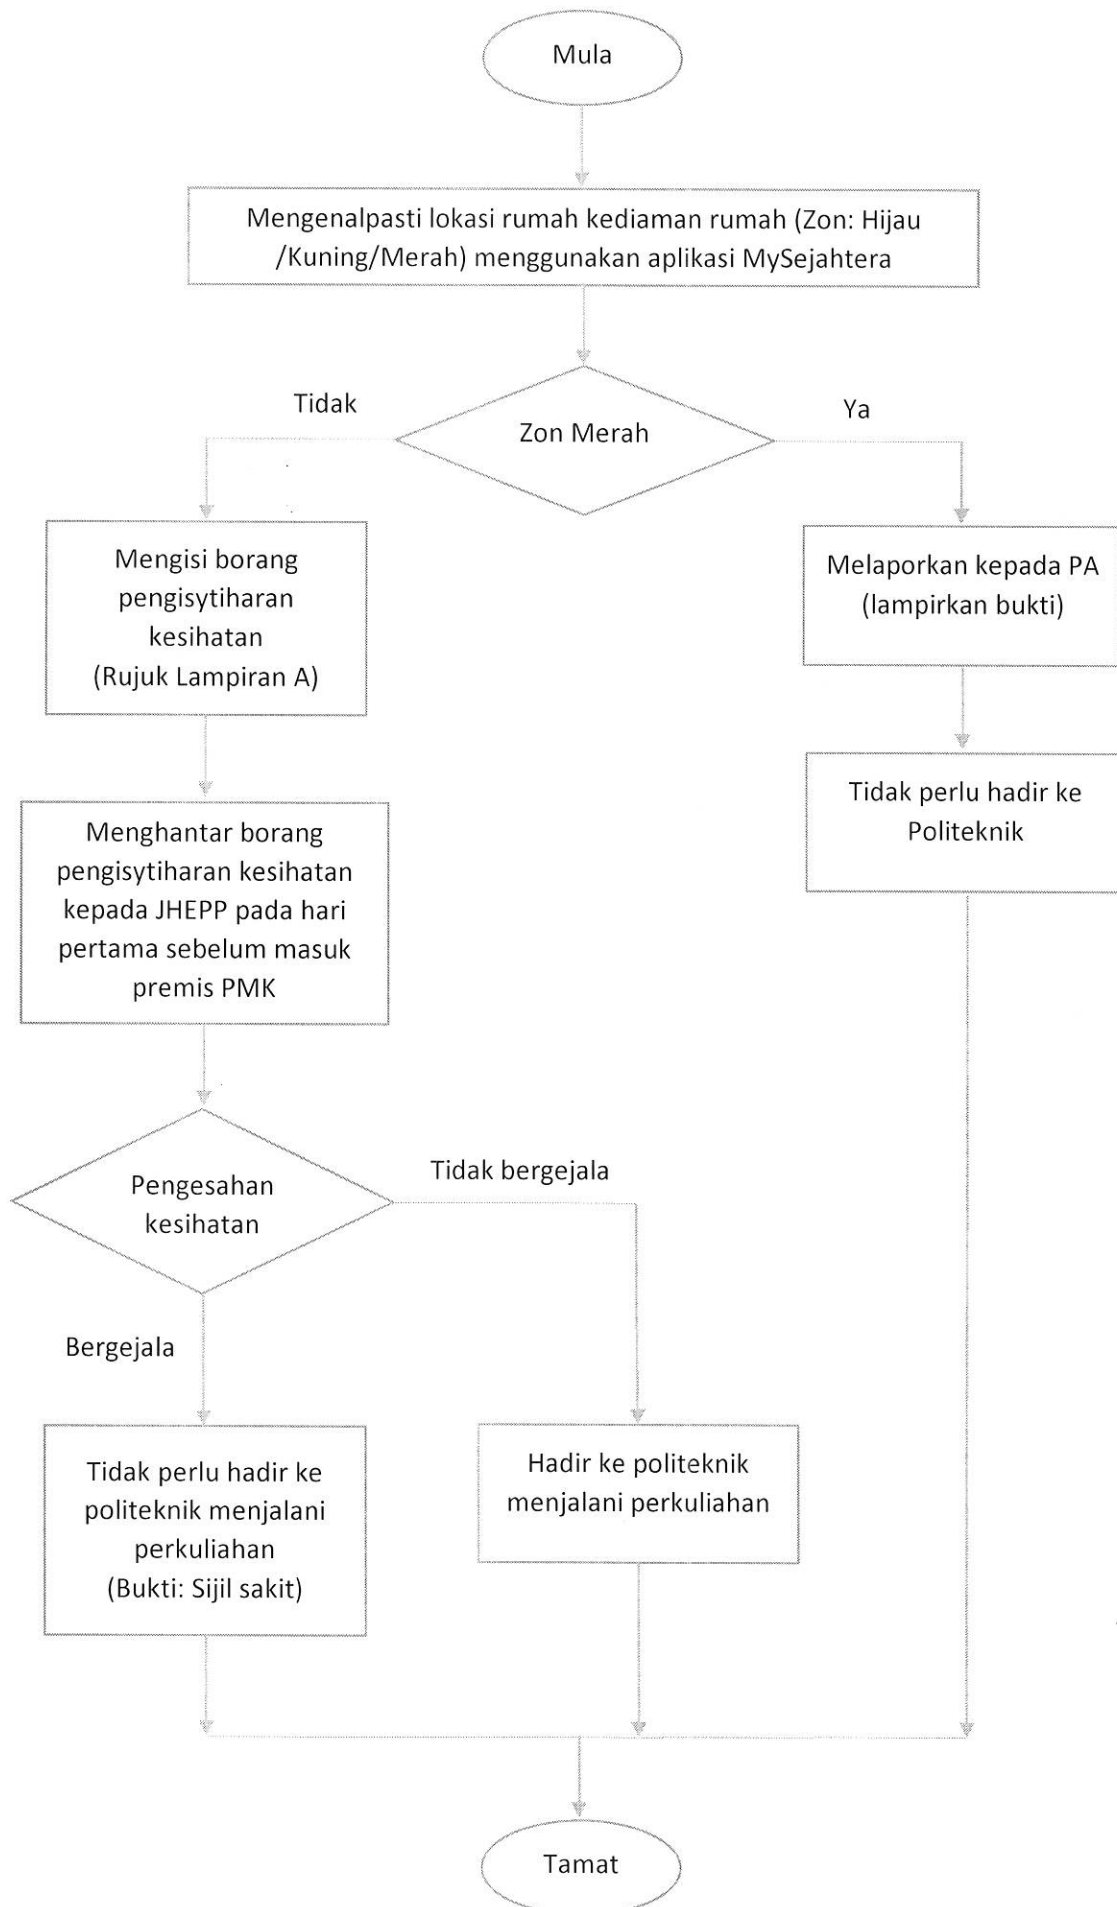 Mula
Mengenalpasti lokasi rumah kediaman rumah (Zon: Hijau
/Kuning/Merah) menggunakan aplikasi MySejahtera
Zon Merah
Tidak
Ya
Mengisi borang
pengisytiharan
kesihatan
(Rujuk Lampiran A)
Melaporkan kepada PA
(lampirkan bukti)
Menghantar borang
pengisytiharan kesihatan
kepada JHEPP pada hari
pertama sebelum masuk
premis PMK
Tidak perlu hadir ke
Politeknik
Pengesahan
kesihatan
Tidak bergejala
Bergejala
Tidak perlu hadir ke
politeknik menjalani
perkuliahan
(Bukti: Sijil sakit)
Hadir ke politeknik
menjalani perkuliahan
Tamat